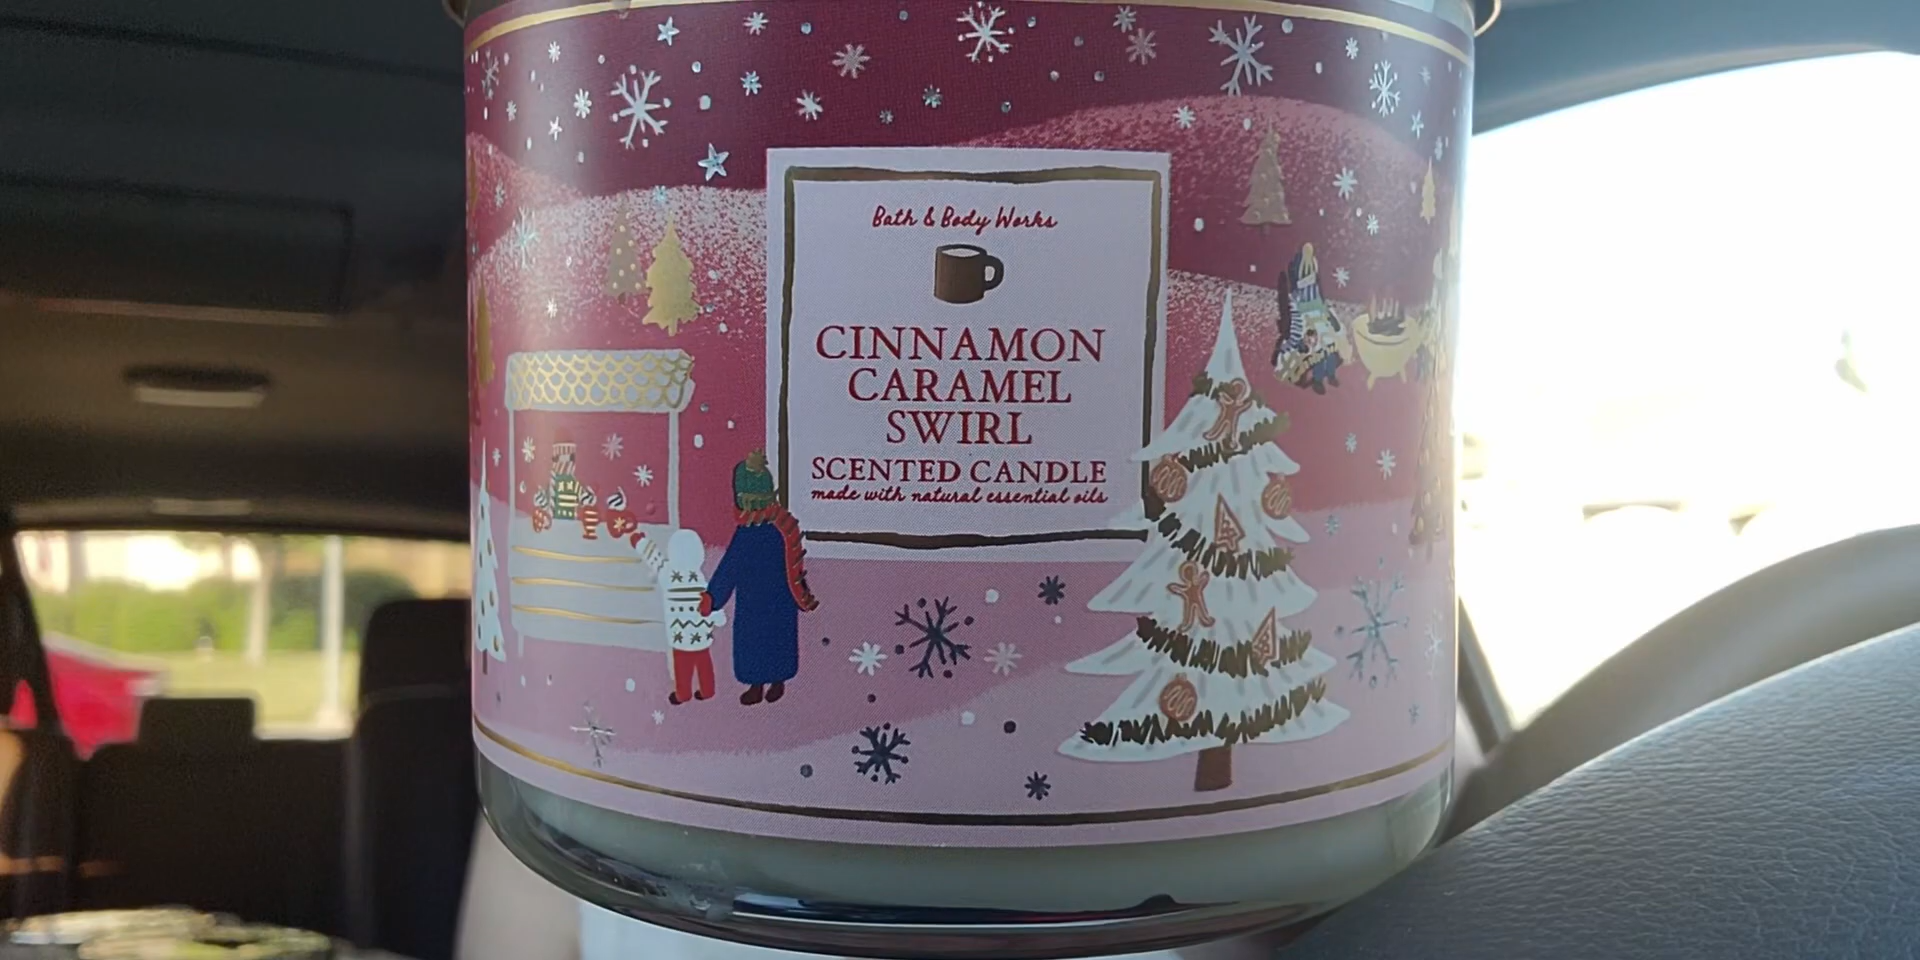 Bath & Body Works
CINNAMON
CARAMEL
SWIRL
SCENTED CANDLE
made with natural essential oils